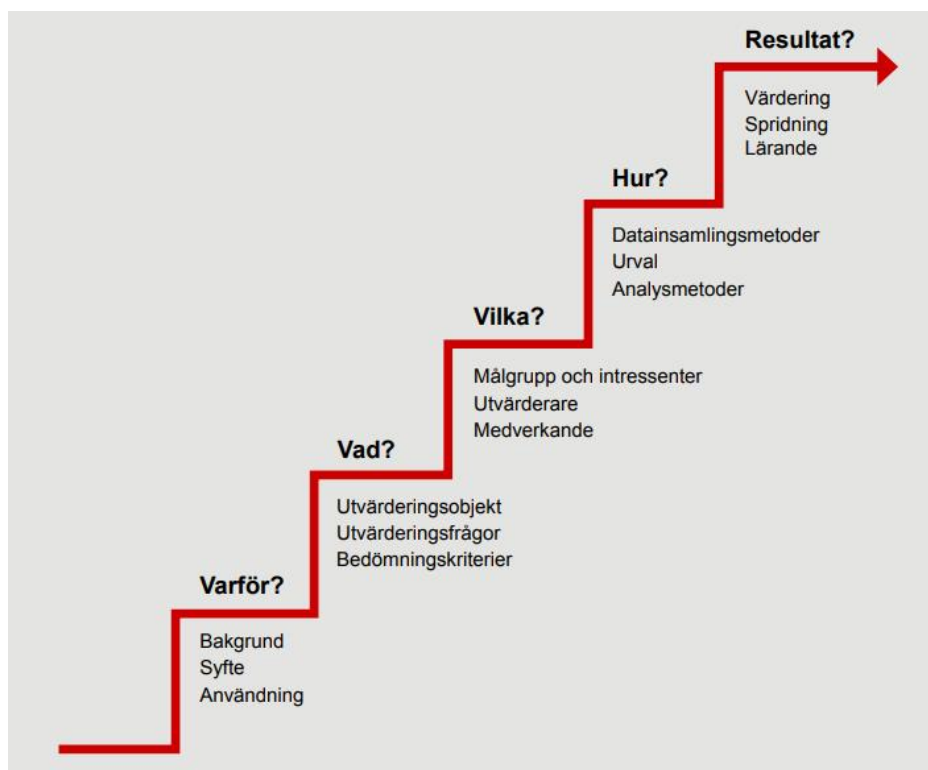 Resultat?
Värdering
Spridning
Lärande
Hur?
Datainsamlingsmetoder
Urval
Analysmetoder
Vilka?
Målgrupp och intressenter
Utvärderare
Medverkande
Vad?
Utvärderingsobjekt
Utvärderingsfrågor
Bedömningskriterier
Varför?
Bakgrund
Syfte
Användning